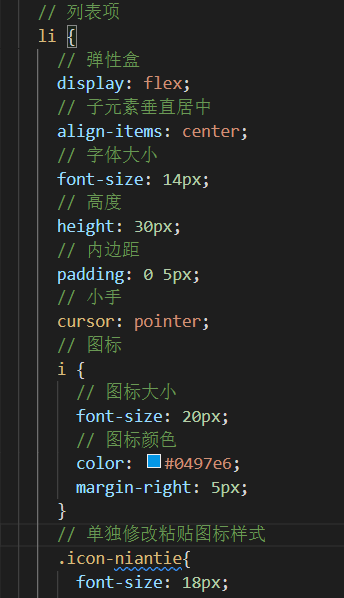 // 列表项
li {
// 弹性盒
display: flex;
// 子元素垂直居中
align-items: center;
// 字体大小
font-size: 14px;
// 高度
height: 30px;
// 内边距
padding: 0 5px;
// 小手
cursor: pointer;
// 图标
i {
// 图标大小
font-size: 20px;
// 图标颜色
color: #0497e6;
margin-right: 5px;
}
// 单独修改粘贴图标样式
.icon-niantie{
font-size: 18px;